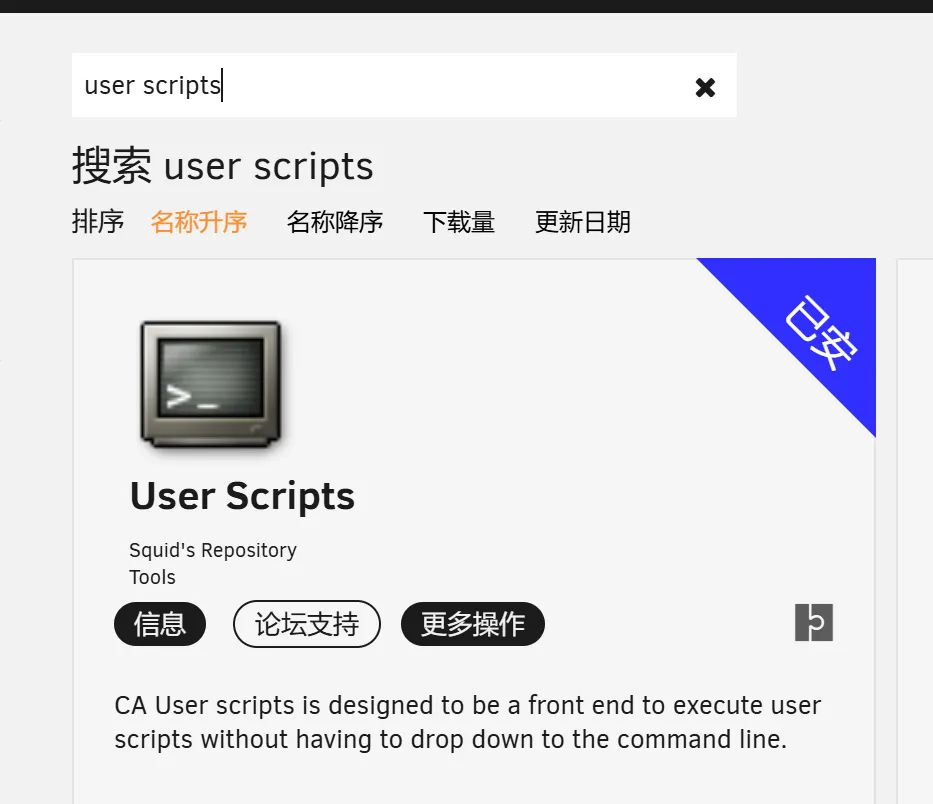 user scripts
搜索 user scripts
排序 名称升序 名称降序 下载量 更新日期
已安
>_
User Scripts
Squid's Repository
Tools
信息 论坛支持 更多操作
CA User scripts is designed to be a front end to execute user
scripts without having to drop down to the command line.